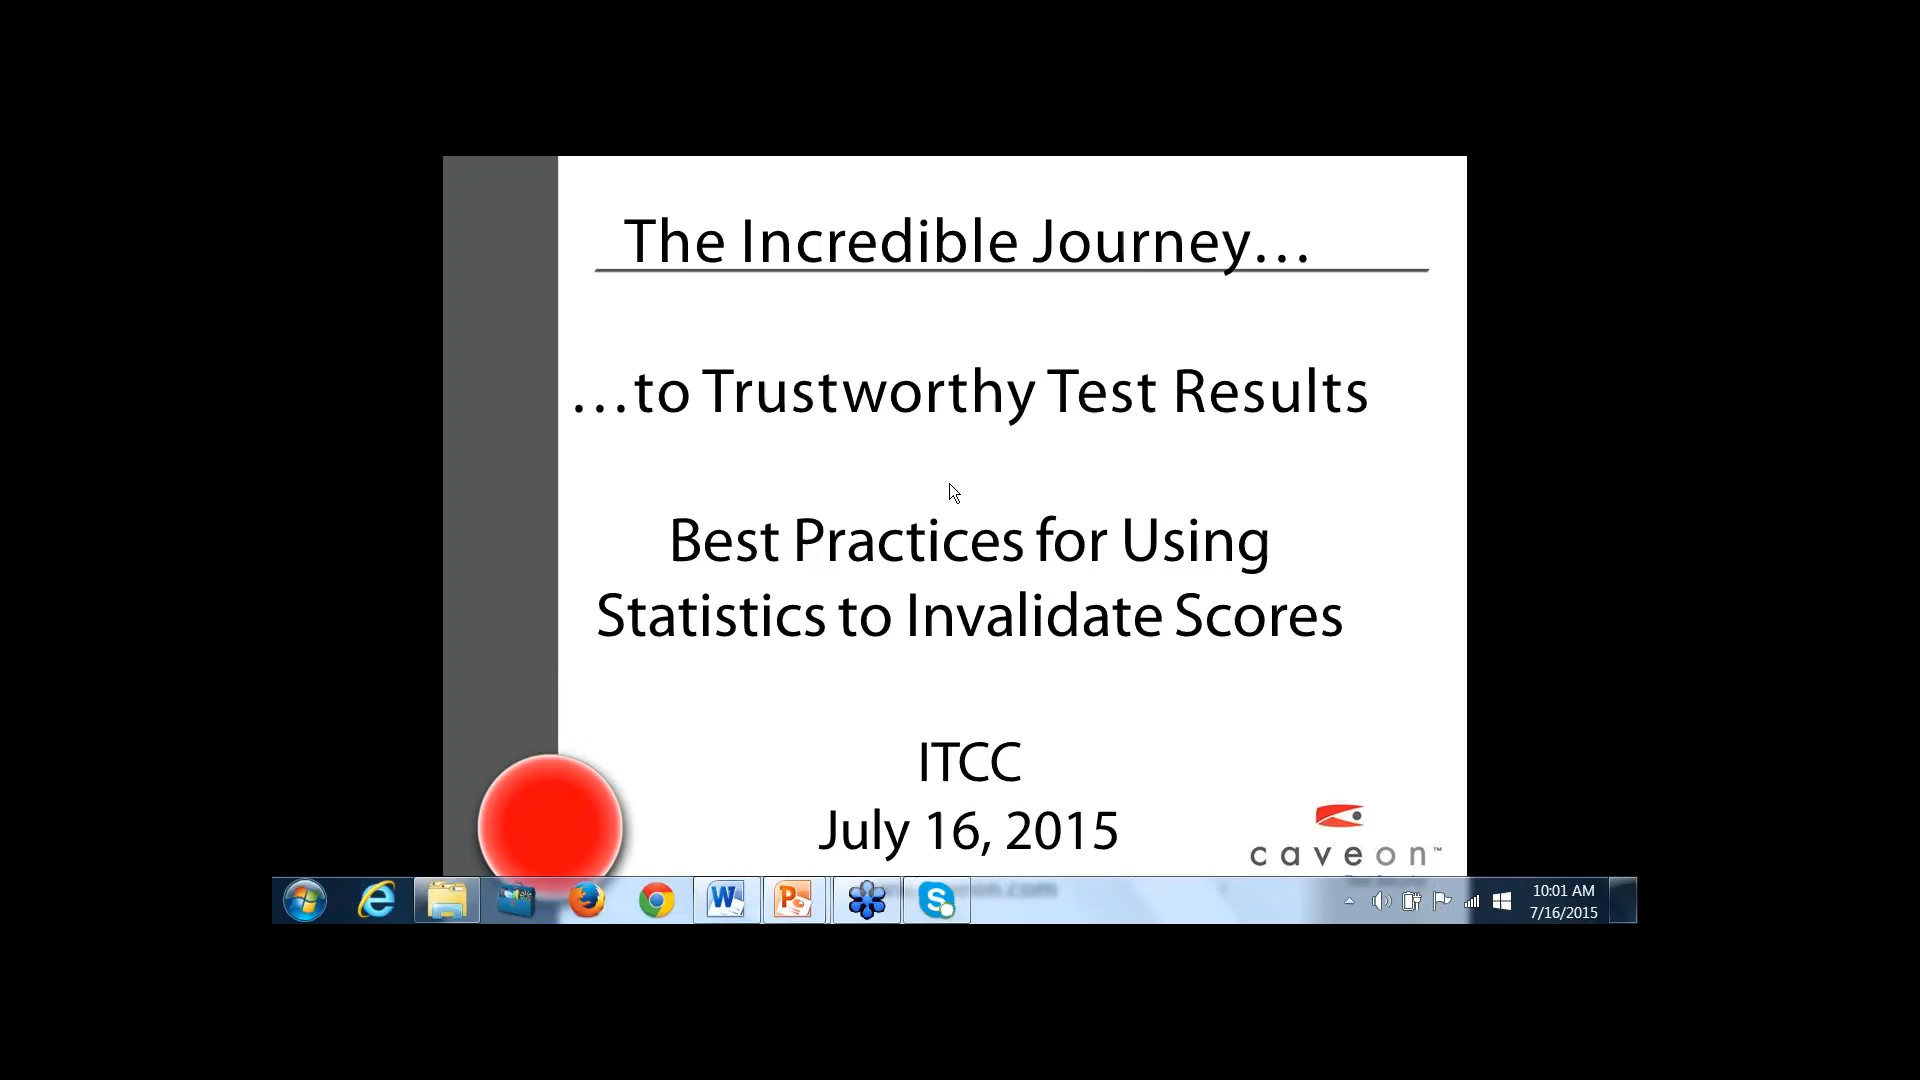 The Incredible Journey…
…to Trustworthy Test Results
Best Practices for Using
Statistics to Invalidate Scores
ITCC
July 16, 2015
caveon™
10:01 AM
7/16/2015